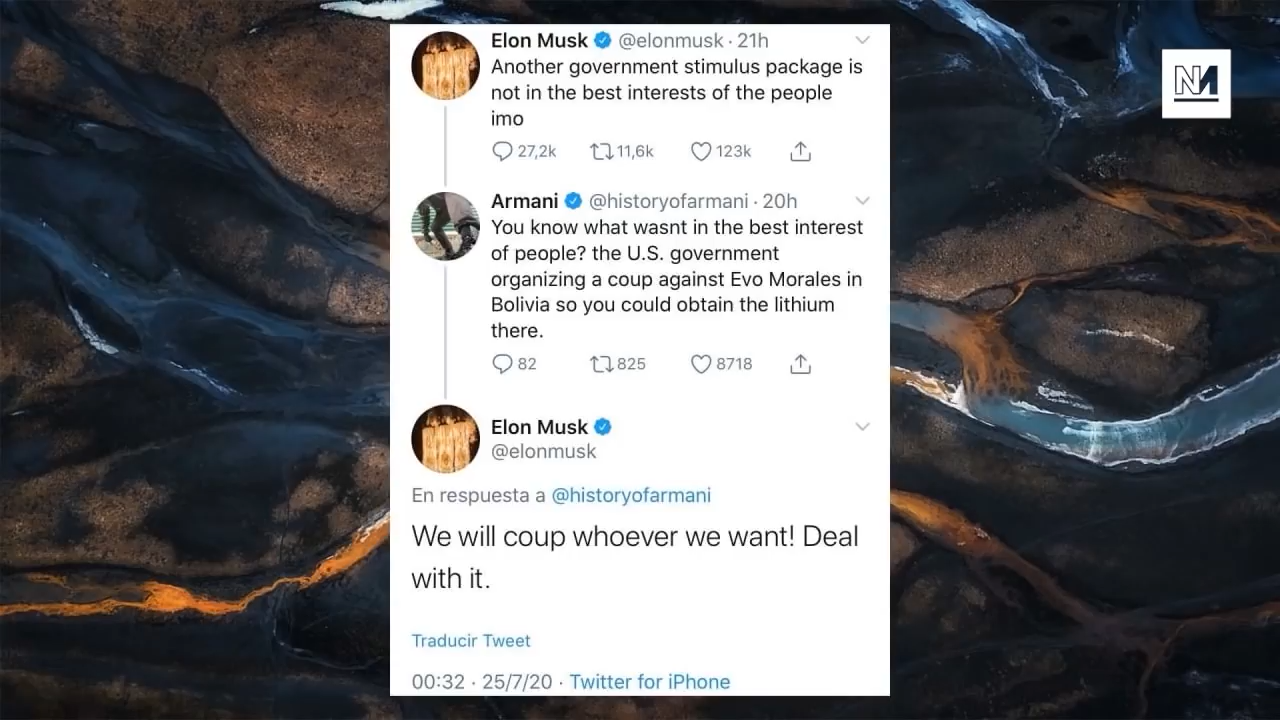 Elon Musk @elonmusk · 21h
Another government stimulus package is
not in the best interests of the people
imo
27,2k 11,6k 123k
NM
Armani @historyofarmani · 20h
You know what wasnt in the best interest
of people? the U.S. government
organizing a coup against Evo Morales in
Bolivia so you could obtain the lithium
there.
82 825 8718
Elon Musk
@elonmusk
En respuesta a @historyofarmani
We will coup whoever we want! Deal
with it.
Traducir Tweet
00:32 · 25/7/20 · Twitter for iPhone